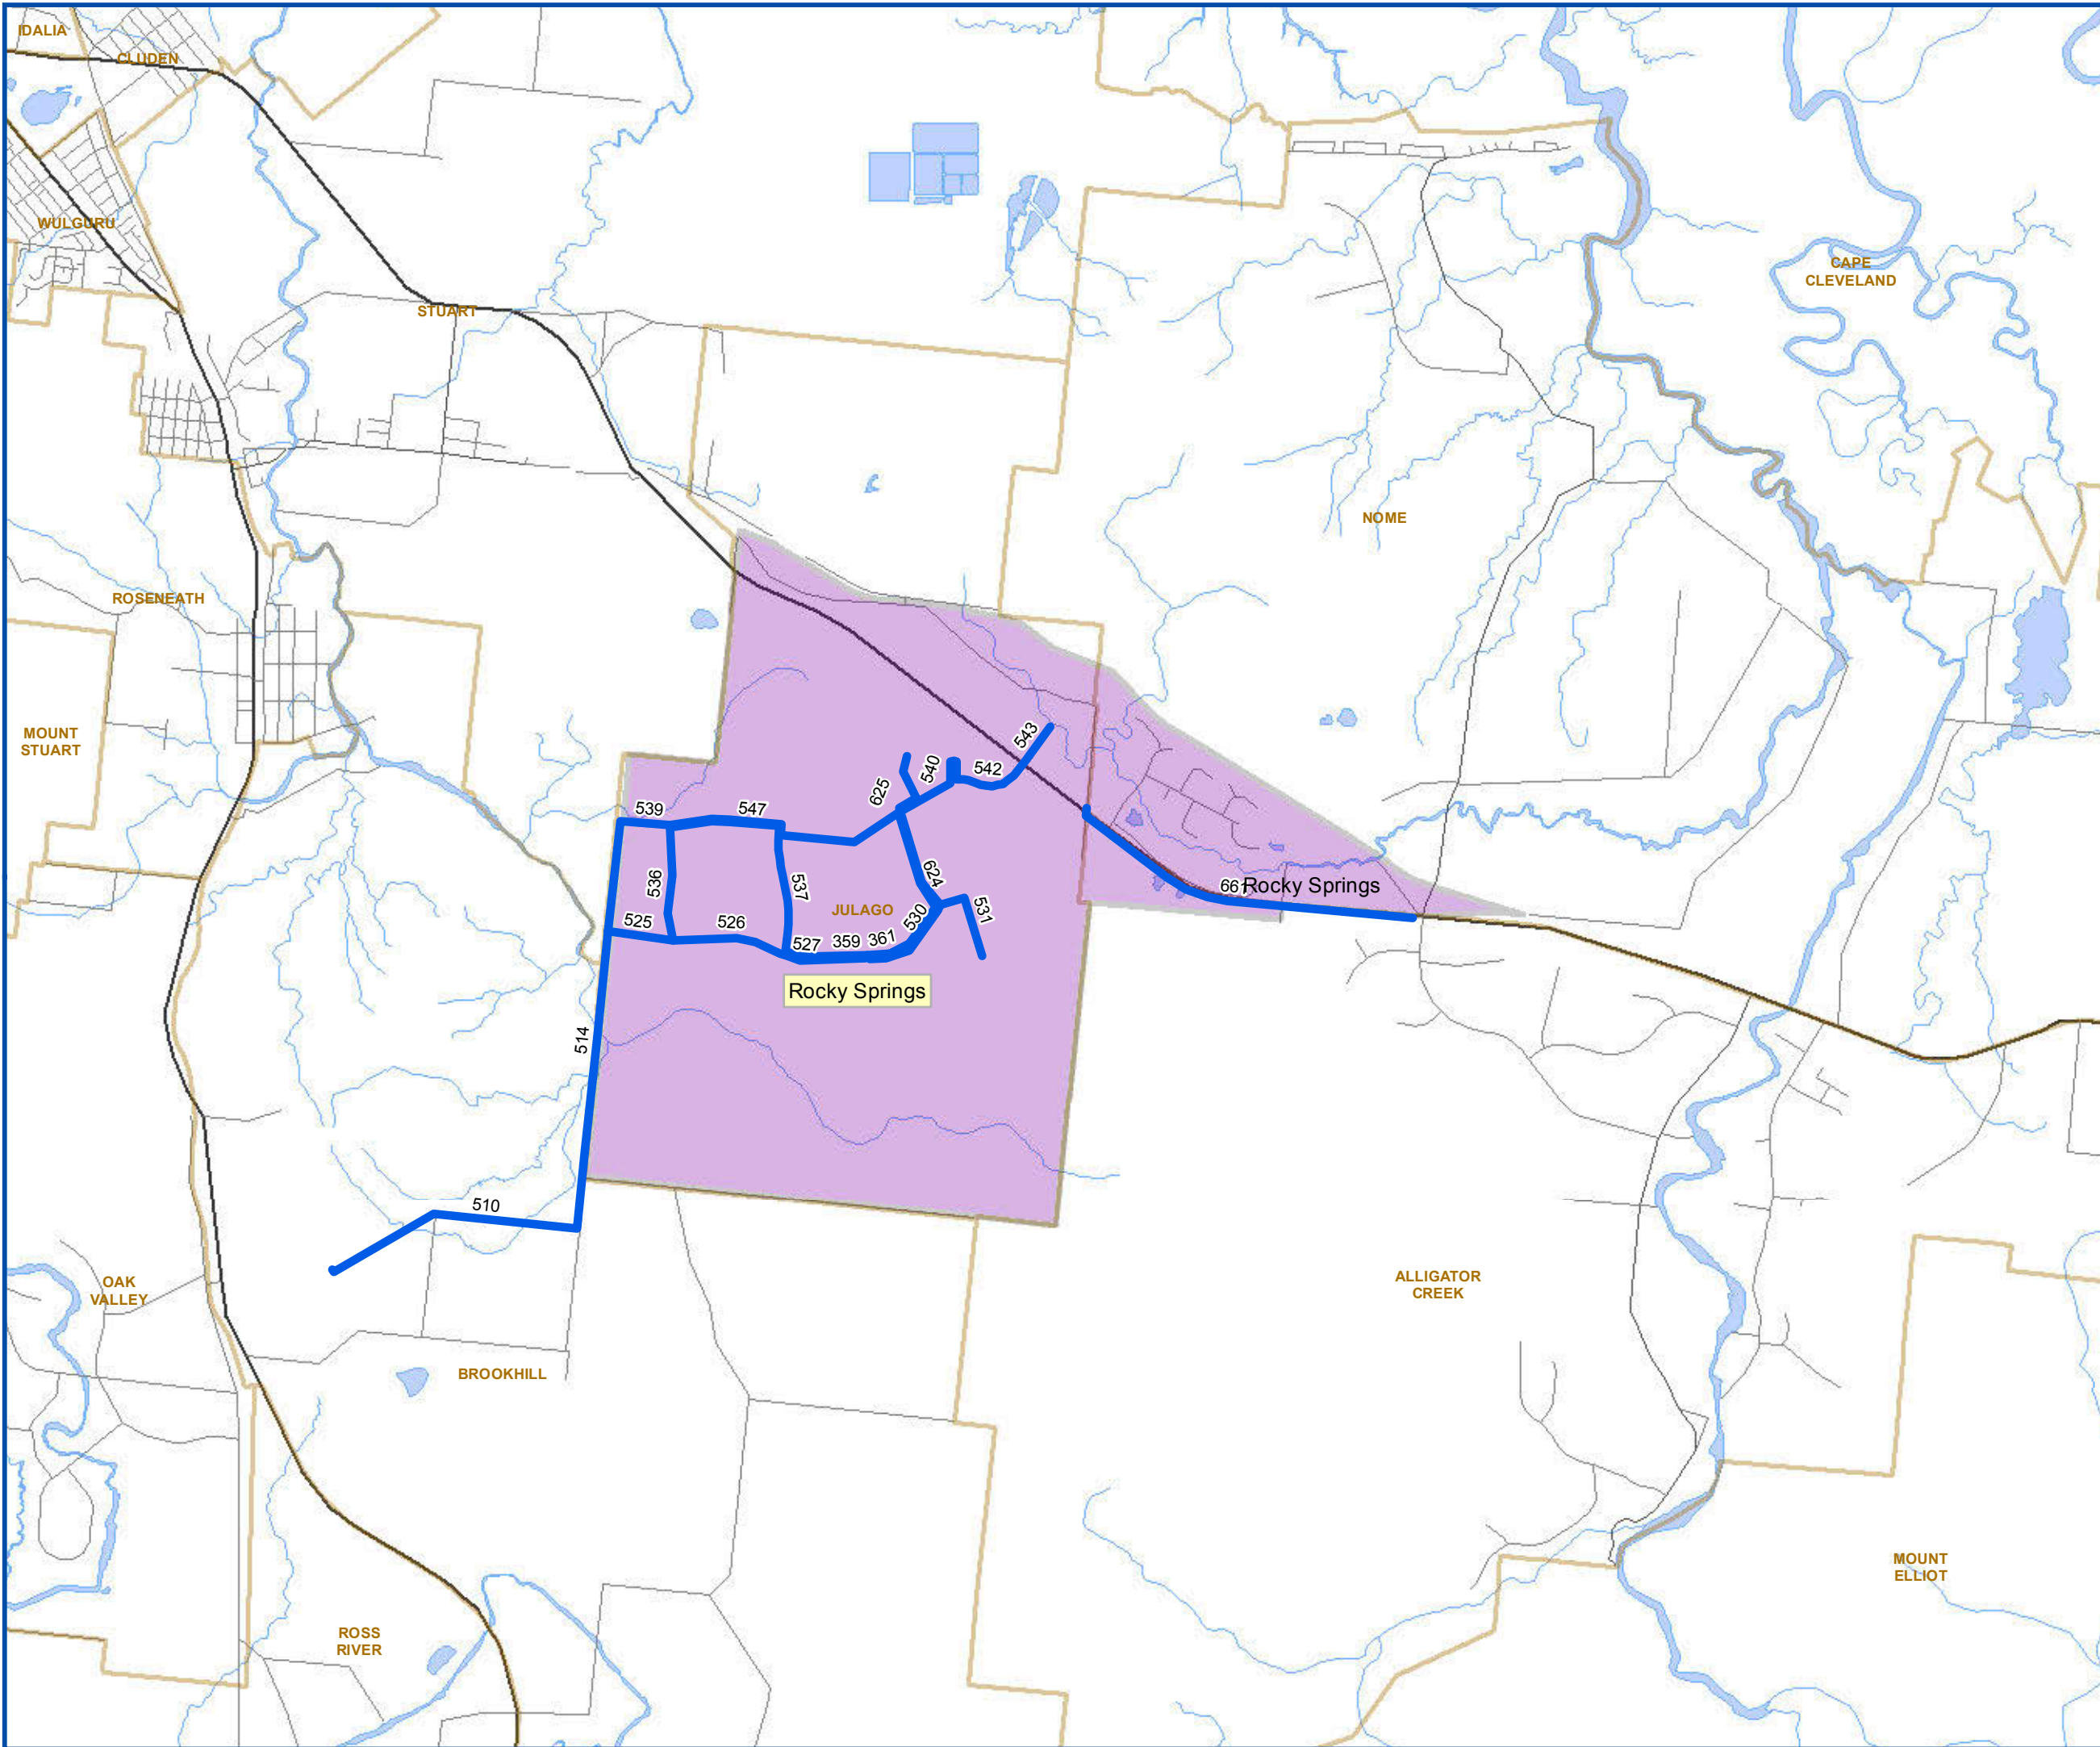 IDALIA
CLUDEN
WULGURU
CAPE
CLEVELAND
STUART
NOME
ROSENEATH
MOUNT
STUART
543
540
542
625
539
547
536
537
624
661
Rocky Springs
JULAGO
531
530
525
526
527
359
361
Rocky Springs
514
510
OAK
VALLEY
ALLIGATOR
CREEK
BROOKHILL
MOUNT
ELLIOT
ROSS
RIVER